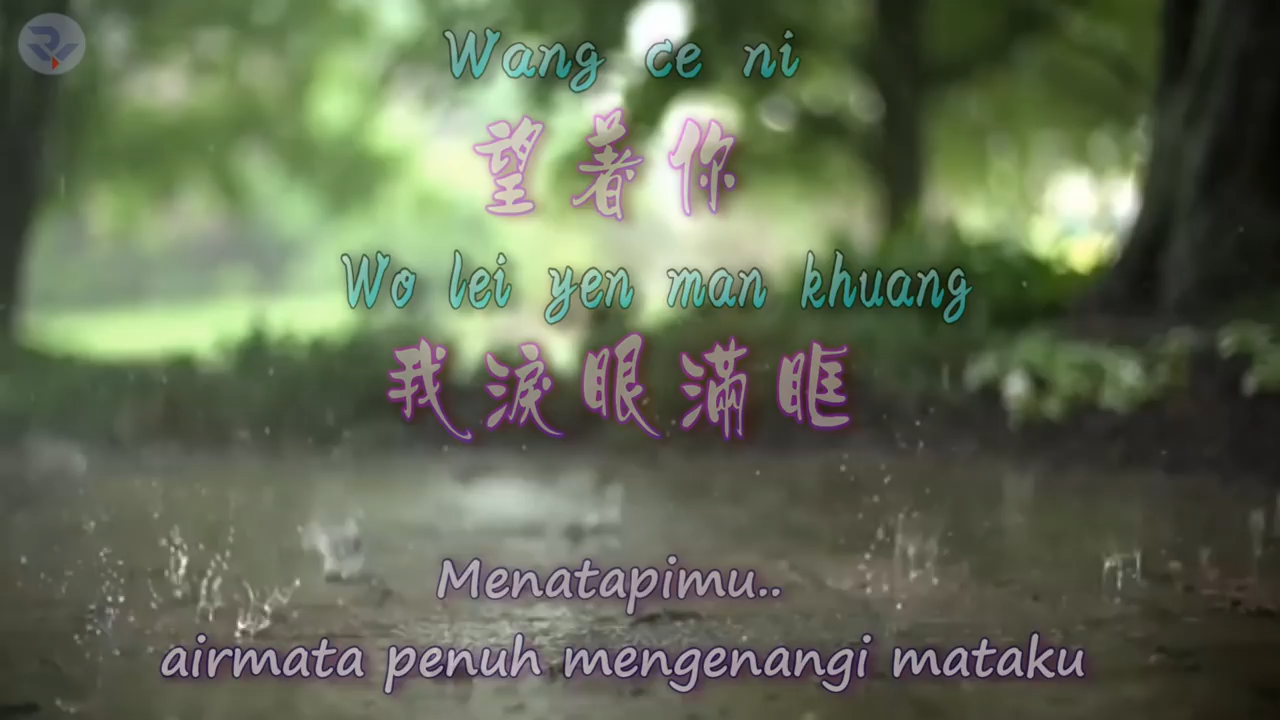 Wang ce ni
望著你
Wo lei yen man khuang
我淚眼滿眶
Menatapimu..
airmata penuh mengenangi mataku